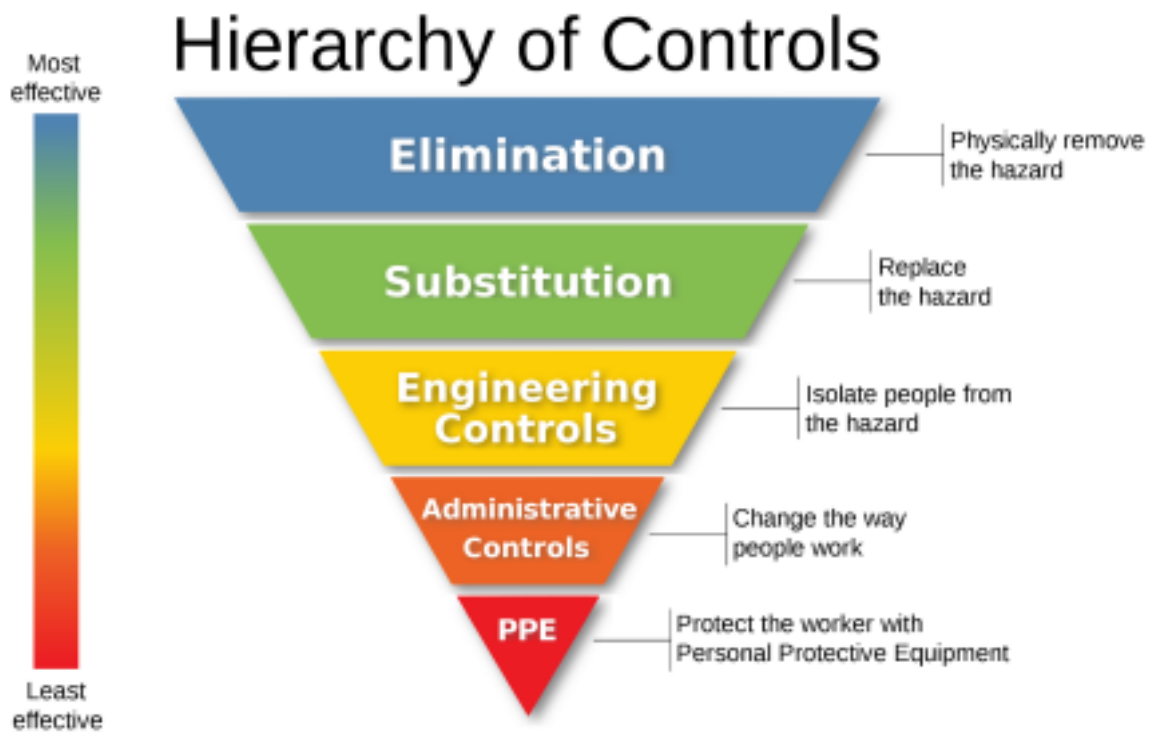 Hierarchy of Controls
Most
effective
Elimination
Physically remove
the hazard
Substitution
Replace
the hazard
Engineering
Controls
Isolate people from
the hazard
Administrative
Controls
Change the way
people work
PPE
Protect the worker with
Personal Protective Equipment
Least
effective